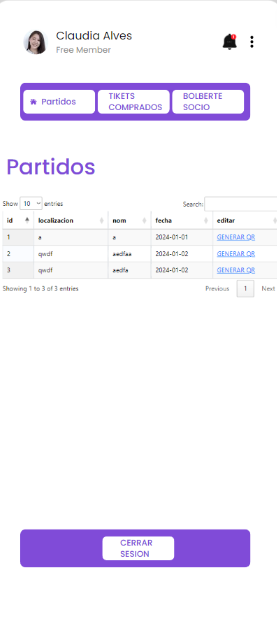 Claudia Alves
Free Member
Partidos
TIKETS
COMPRADOS
BOLBERTE
SOCIO
Partidos
Show 10 entries
Search:
id localizacion nom fecha editar
1 a a 2024-01-01 GENERAR QR
2 qwdf aedfaa 2024-01-02 GENERAR QR
3 qwdf aedfa 2024-01-02 GENERAR QR
Showing 1 to 3 of 3 entries
Previous 1 Next
CERRAR
SESION